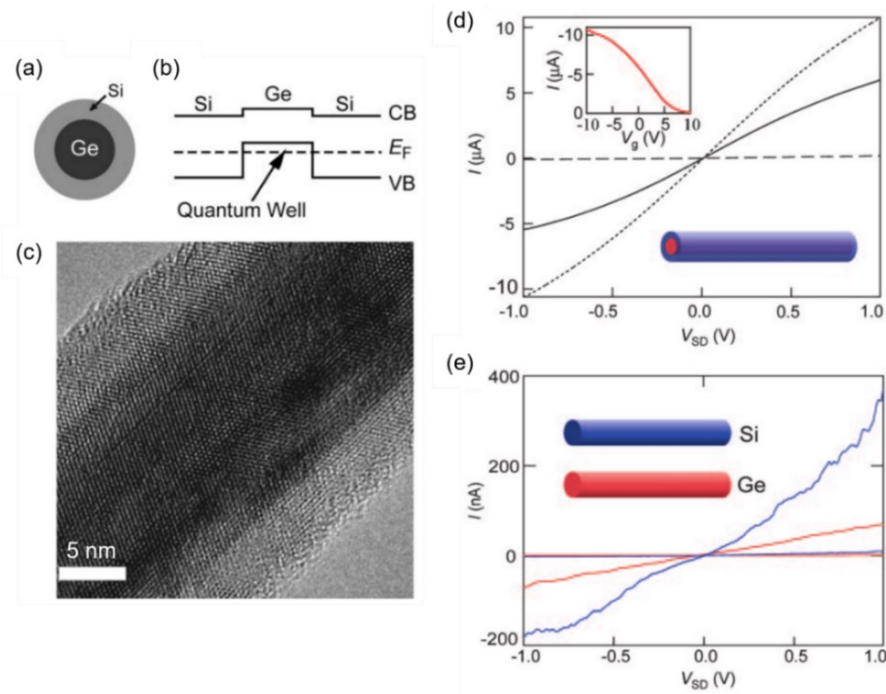 (a)
Si
Ge
(b)
Si
Ge
Si
CB
E_F
VB
Quantum Well
(c)
5 nm
(d)
I (μA)
10
5
0
-5
-10
-1.0
-0.5
0.0
0.5
1.0
V_SD (V)
I (μA)
-10
-5
0
-10
-5
0
5
10
V_g (V)
(e)
I (nA)
400
200
0
-200
-1.0
-0.5
0.0
0.5
1.0
V_SD (V)
Si
Ge